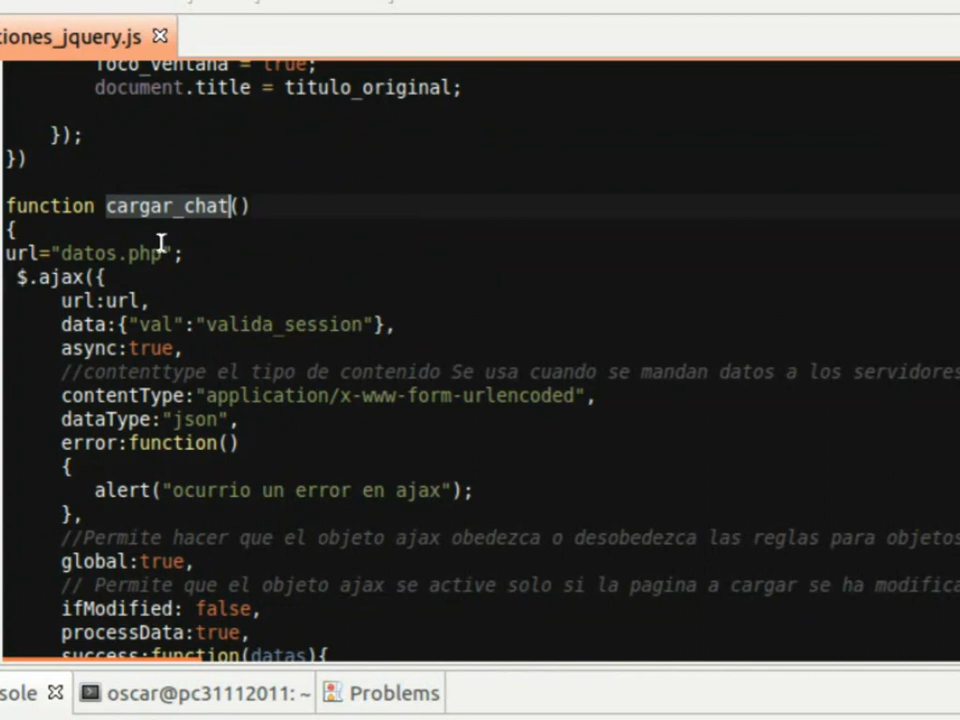 iones_jquery.js
foco_ventana = true;
document.title = titulo_original;
});
})
function cargar_chat()
{
url="datos.php";
$.ajax({
url:url,
data:{"val":"valida_session"},
async:true,
//contenttype el tipo de contenido Se usa cuando se mandan datos a los servidores
contentType:"application/x-www-form-urlencoded",
dataType:"json",
error:function()
{
alert("ocurrio un error en ajax");
},
//Permite hacer que el objeto ajax obedezca o desobedezca las reglas para objetos
global:true,
// Permite que el objeto ajax se active solo si la pagina a cargar se ha modifica
ifModified: false,
processData:true,
success:function(datas){
sole
oscar@pc31112011: ~
Problems